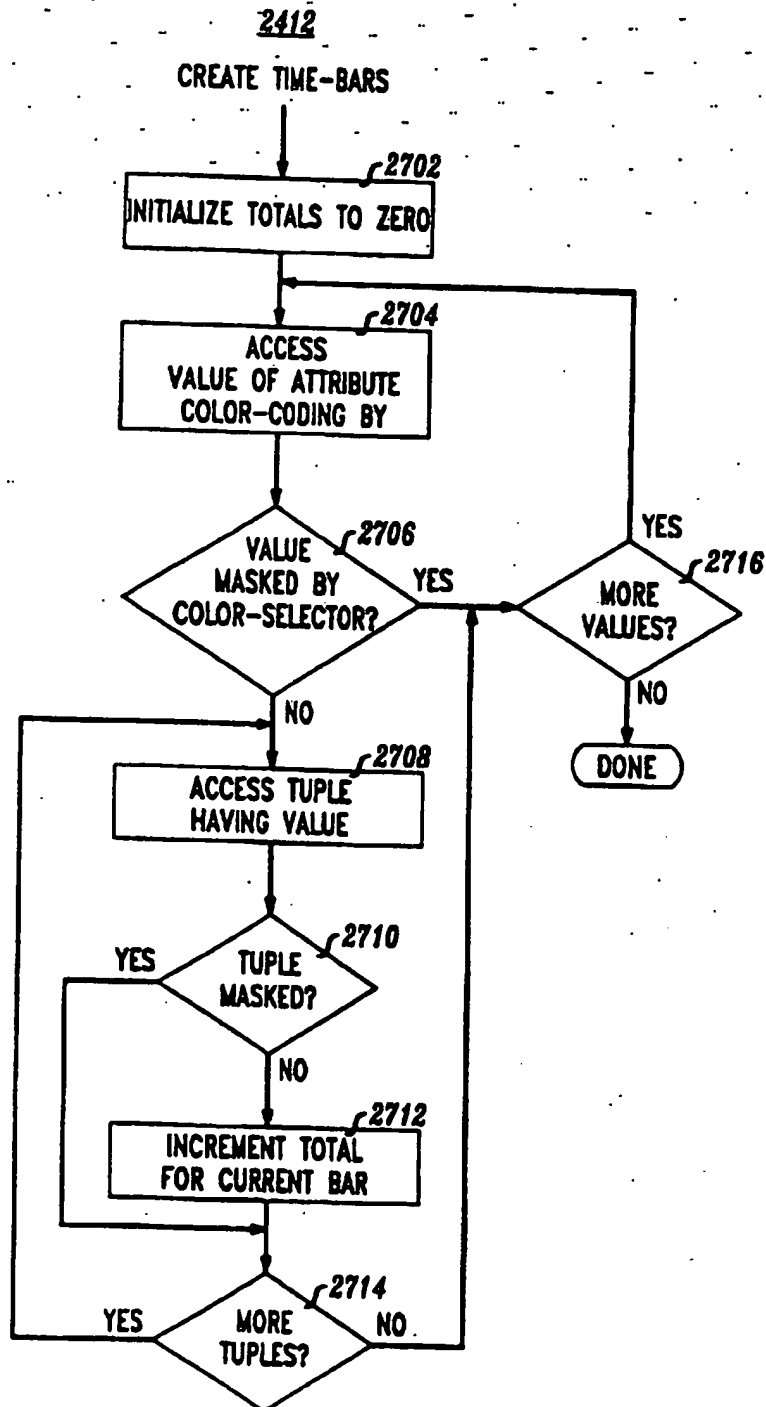 2412
CREATE TIME-BARS
2702
INITIALIZE TOTALS TO ZERO
2704
ACCESS
VALUE OF ATTRIBUTE
COLOR-CODING BY
2706
VALUE
MASKED BY
COLOR-SELECTOR?
YES
NO
YES
2716
MORE
VALUES?
NO
DONE
2708
ACCESS TUPLE
HAVING VALUE
2710
YES
TUPLE
MASKED?
NO
2712
INCREMENT TOTAL
FOR CURRENT BAR
2714
YES
MORE
TUPLES?
NO